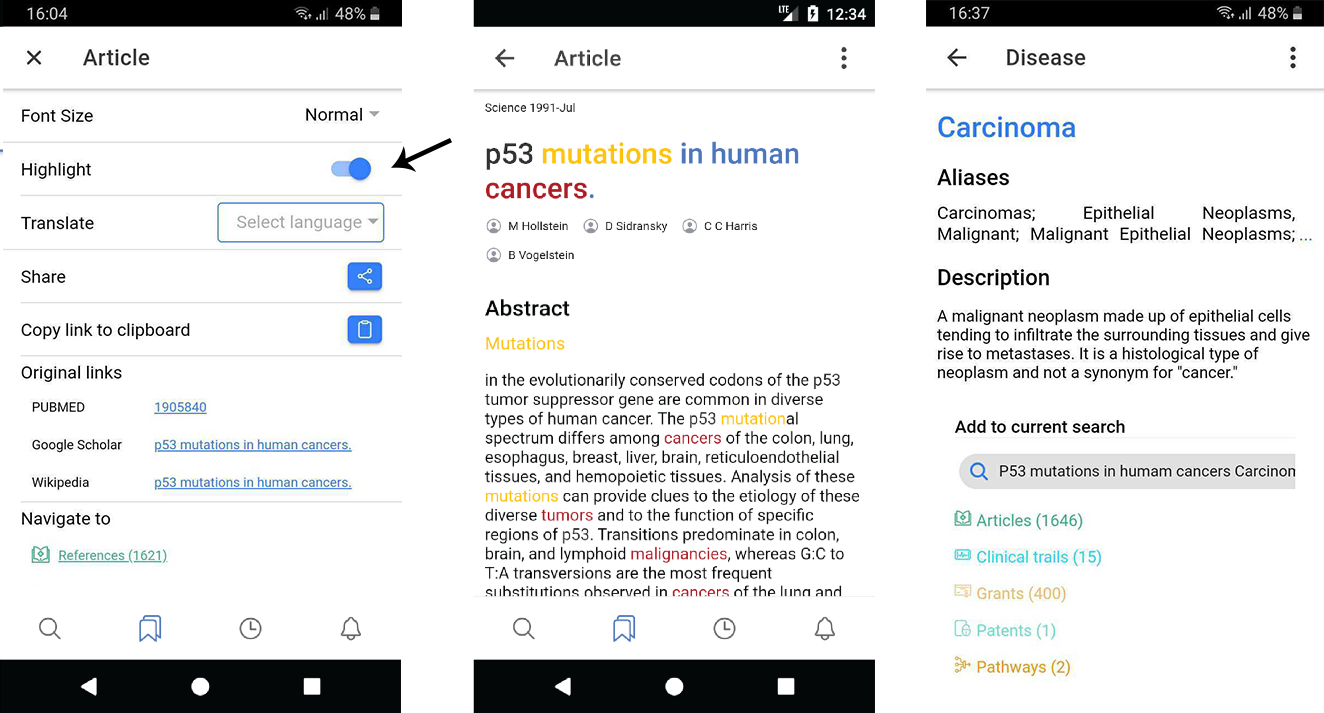 16:04
48%
Article
Font Size
Normal
Highlight
Translate
Select language
Share
Copy link to clipboard
Original links
PUBMED
1905840
Google Scholar
p53 mutations in human cancers.
Wikipedia
p53 mutations in human cancers.
Navigate to
References (1621)
LTE
12:34
Article
Science 1991-Jul
p53 mutations in human
cancers.
M Hollstein
D Sidransky
C C Harris
B Vogelstein
Abstract
Mutations
in the evolutionarily conserved codons of the p53
tumor suppressor gene are common in diverse
types of human cancer. The p53 mutational
spectrum differs among cancers of the colon, lung,
esophagus, breast, liver, brain, reticuloendothelial
tissues, and hemopoietic tissues. Analysis of these
mutations can provide clues to the etiology of these
diverse tumors and to the function of specific
regions of p53. Transitions predominate in colon,
brain, and lymphoid malignancies, whereas G:C to
T:A transversions are the most frequent
substitutions observed in cancers of the lung and
16:37
48%
Disease
Carcinoma
Aliases
Carcinomas; Epithelial Neoplasms,
Malignant; Malignant Epithelial Neoplasms; ...
Description
A malignant neoplasm made up of epithelial cells
tending to infiltrate the surrounding tissues and give
rise to metastases. It is a histological type of
neoplasm and not a synonym for "cancer."
Add to current search
P53 mutations in humam cancers Carcinom
Articles (1646)
Clinical trails (15)
Grants (400)
Patents (1)
Pathways (2)